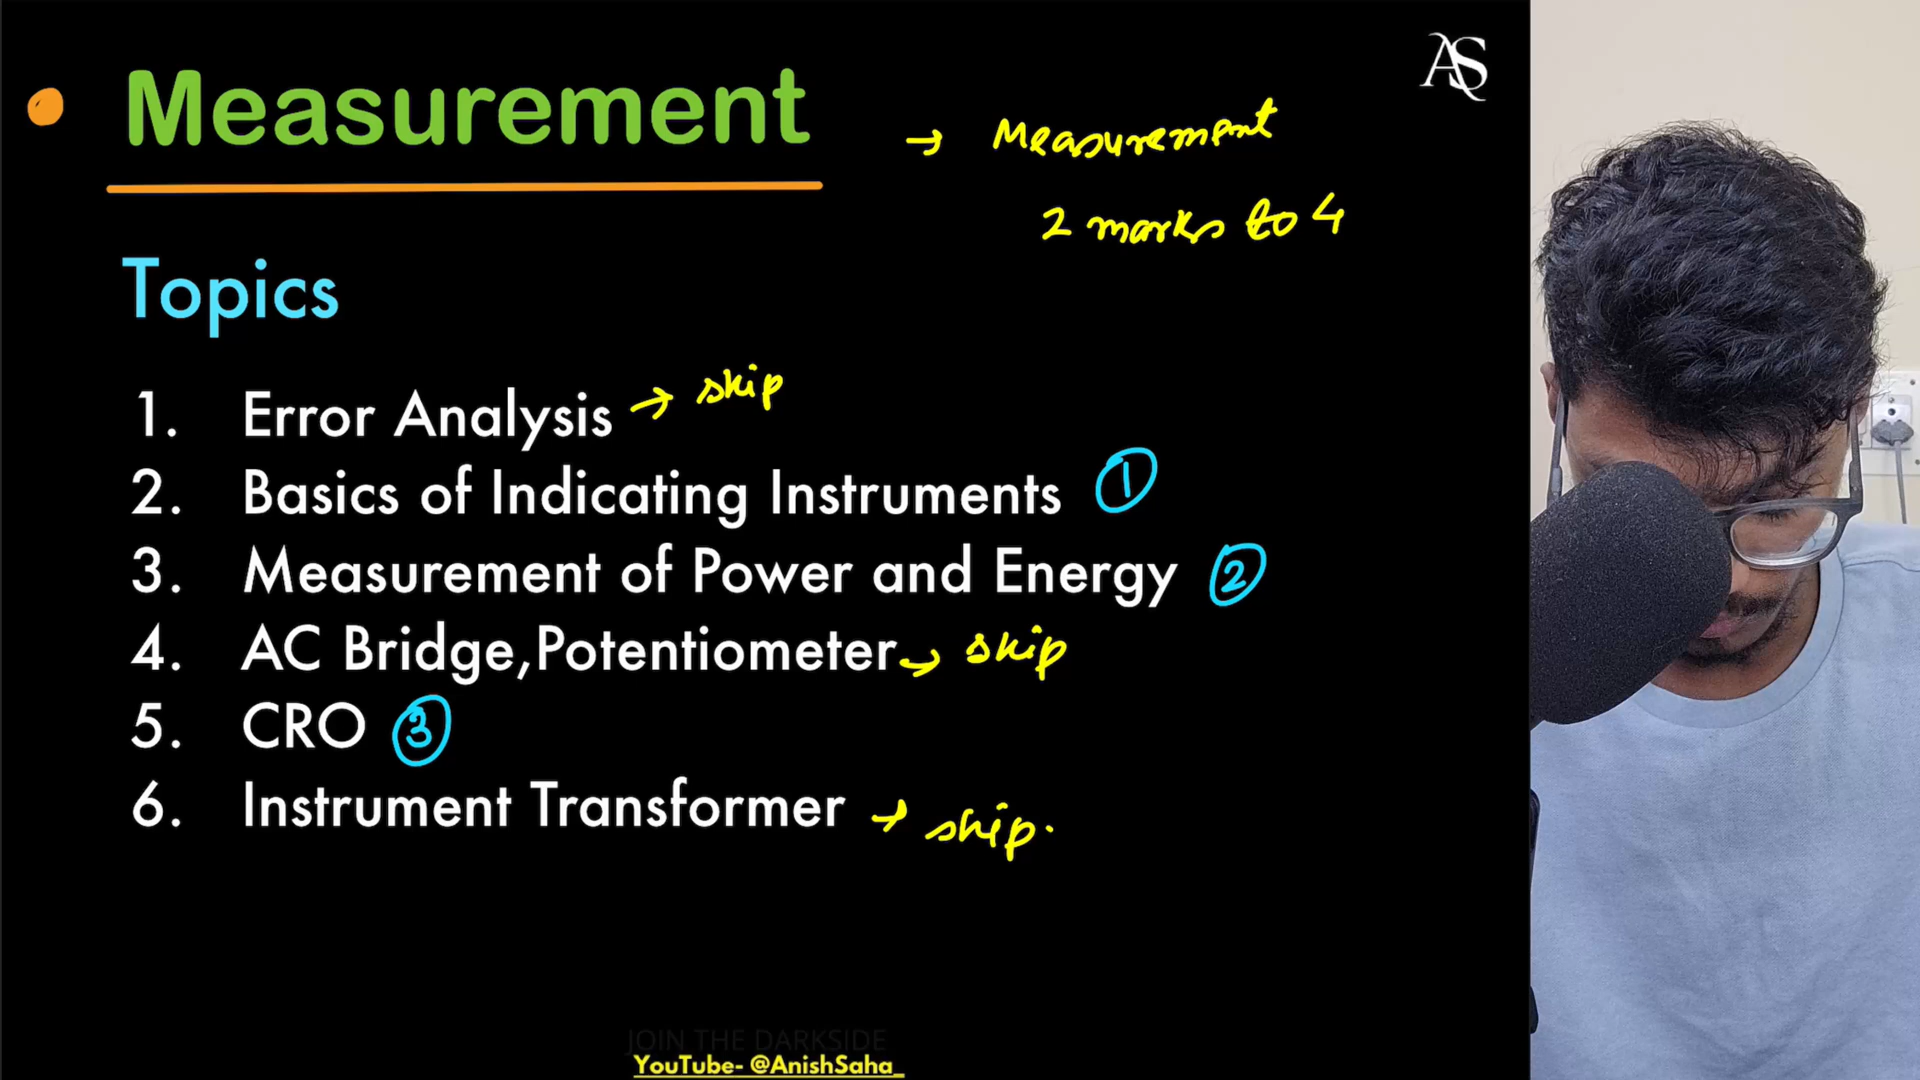 AS
Measurement
→ Measurement
2 marks to 4
Topics
1. Error Analysis → skip
2. Basics of Indicating Instruments ①
3. Measurement of Power and Energy ②
4. AC Bridge,Potentiometer → skip
5. CRO ③
6. Instrument Transformer → skip.
JOIN THE DARKSIDE
YouTube- @AnishSaha_